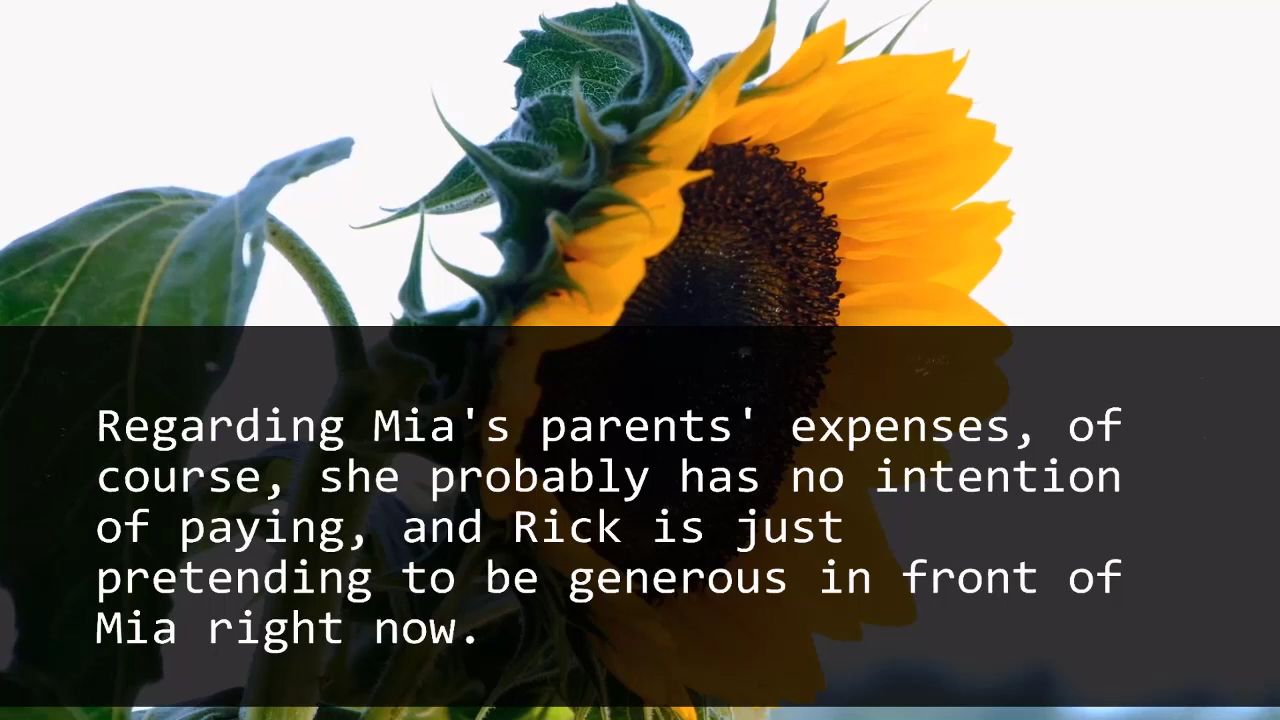 Regarding Mia's parents' expenses, of
course, she probably has no intention
of paying, and Rick is just
pretending to be generous in front of
Mia right now.